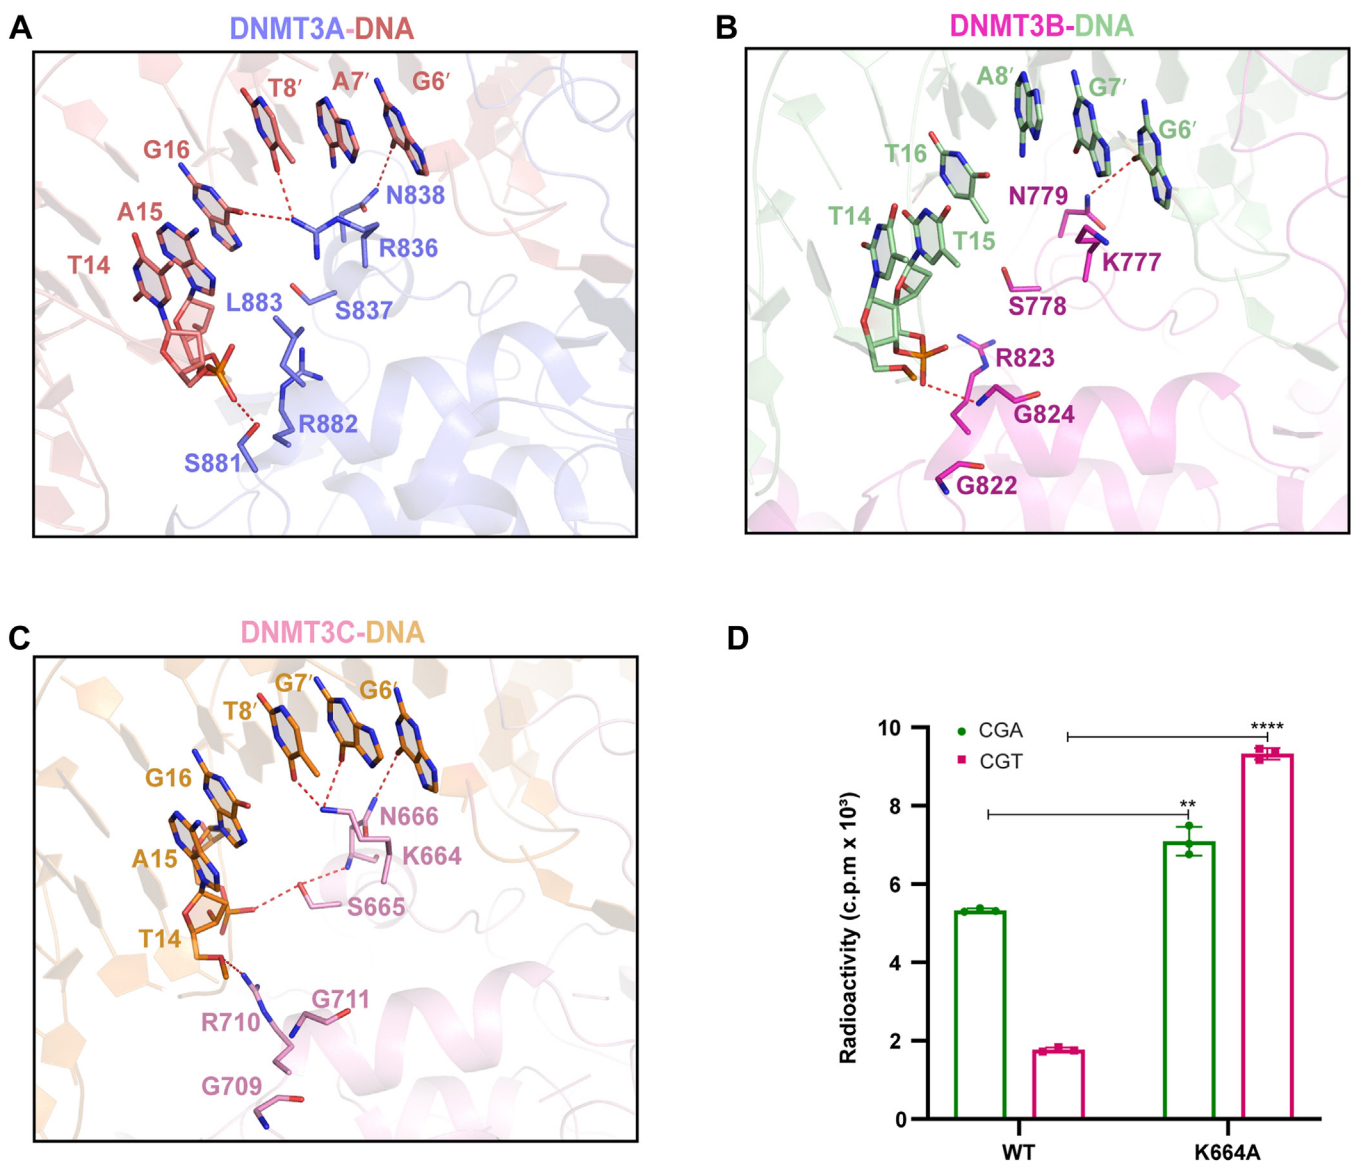 A
DNMT3A-DNA
T8′
A7′
G6′
G16
A15
T14
N838
R836
L883
S837
R882
S881
B
DNMT3B-DNA
A8′
G7′
G6′
T16
T14
T15
N779
K777
S778
R823
G824
G822
C
DNMT3C-DNA
T8′
G7′
G6′
G16
A15
T14
N666
K664
S665
G711
R710
G709
D
CGA
CGT
****
**
Radioactivity (c.p.m x 10³)
10
8
6
4
2
0
WT
K664A